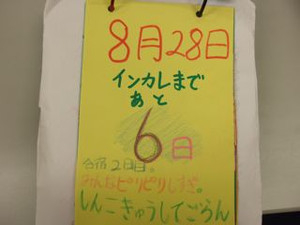 8月28日
インカレまで
あと
6日
合宿2日目。
みんなピリピリしすぎ。
しんこきゅうしてごらん